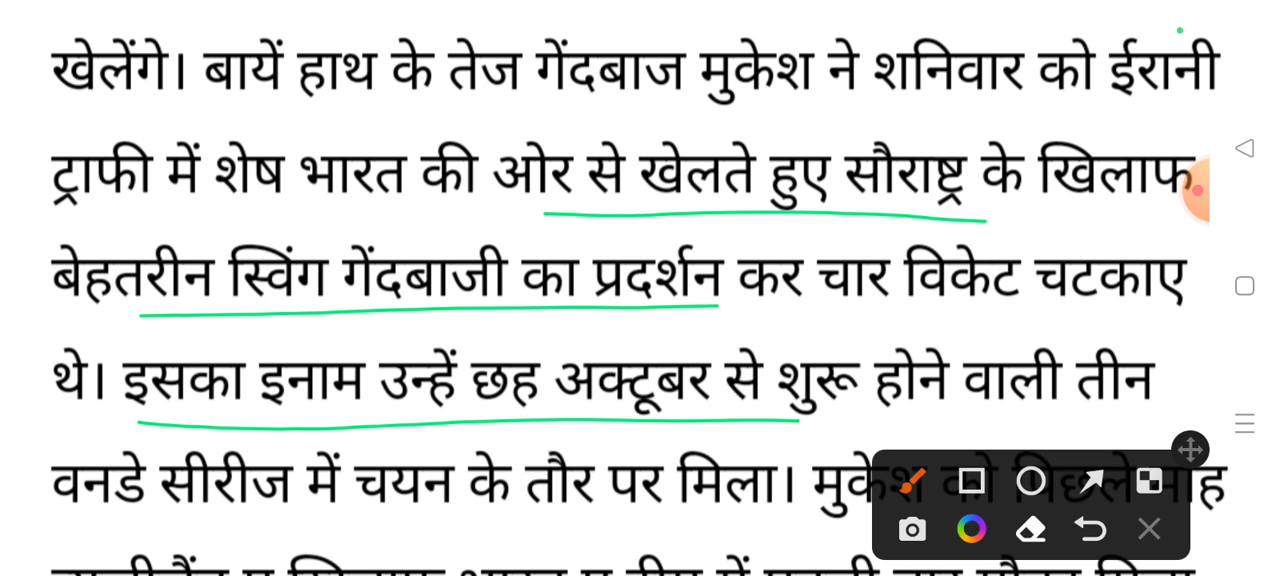 खेलेंगे। बायें हाथ के तेज गेंदबाज मुकेश ने शनिवार को ईरानी
ट्राफी में शेष भारत की ओर से खेलते हुए सौराष्ट्र के खिलाफ
बेहतरीन स्विंग गेंदबाजी का प्रदर्शन कर चार विकेट चटकाए
थे। इसका इनाम उन्हें छह अक्टूबर से शुरू होने वाली तीन
वनडे सीरीज में चयन के तौर पर मिला। मुकेश को पिछले माह